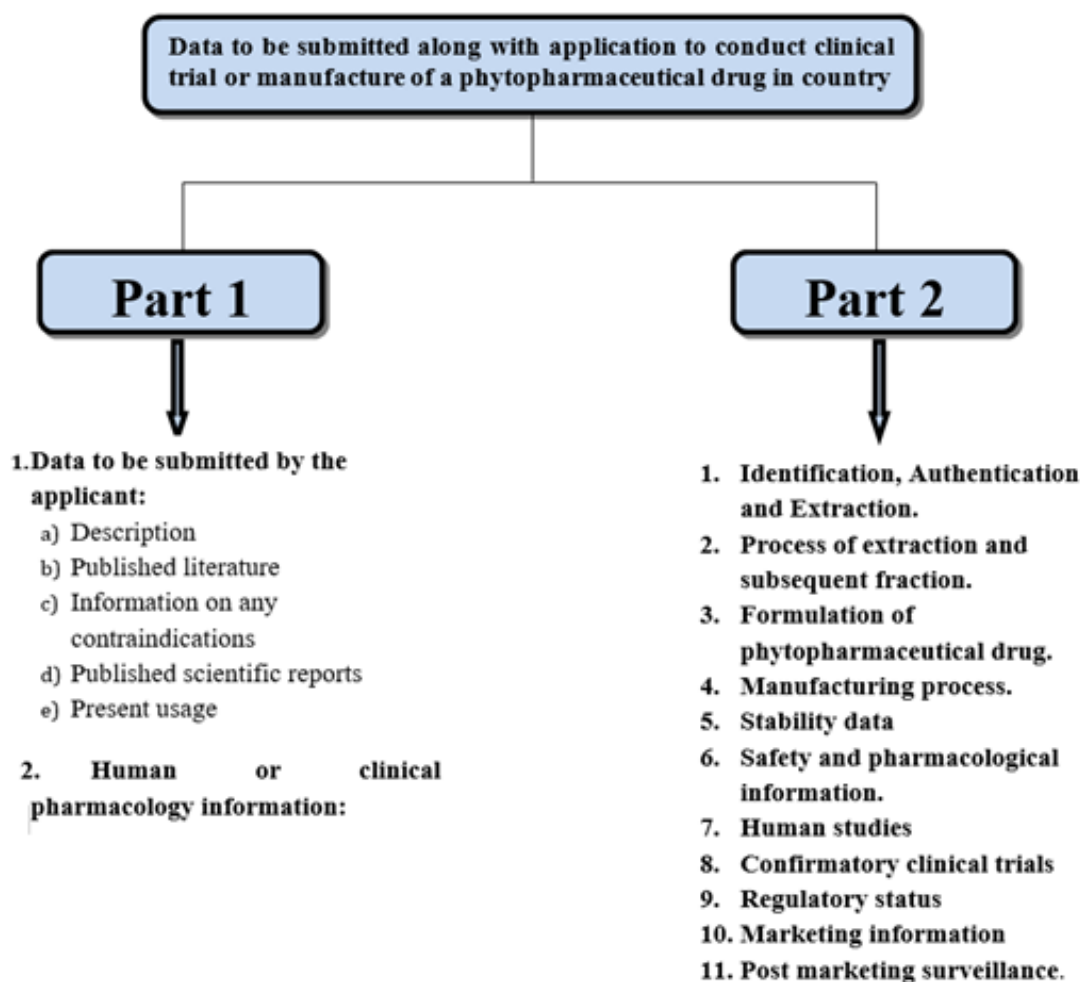 Data to be submitted along with application to conduct clinical
trial or manufacture of a phytopharmaceutical drug in country
Part 1
1.Data to be submitted by the
applicant:
a) Description
b) Published literature
c) Information on any
contraindications
d) Published scientific reports
e) Present usage
2. Human or clinical
pharmacology information:
Part 2
1. Identification, Authentication
and Extraction.
2. Process of extraction and
subsequent fraction.
3. Formulation of
phytopharmaceutical drug.
4. Manufacturing process.
5. Stability data
6. Safety and pharmacological
information.
7. Human studies
8. Confirmatory clinical trials
9. Regulatory status
10. Marketing information
11. Post marketing surveillance.